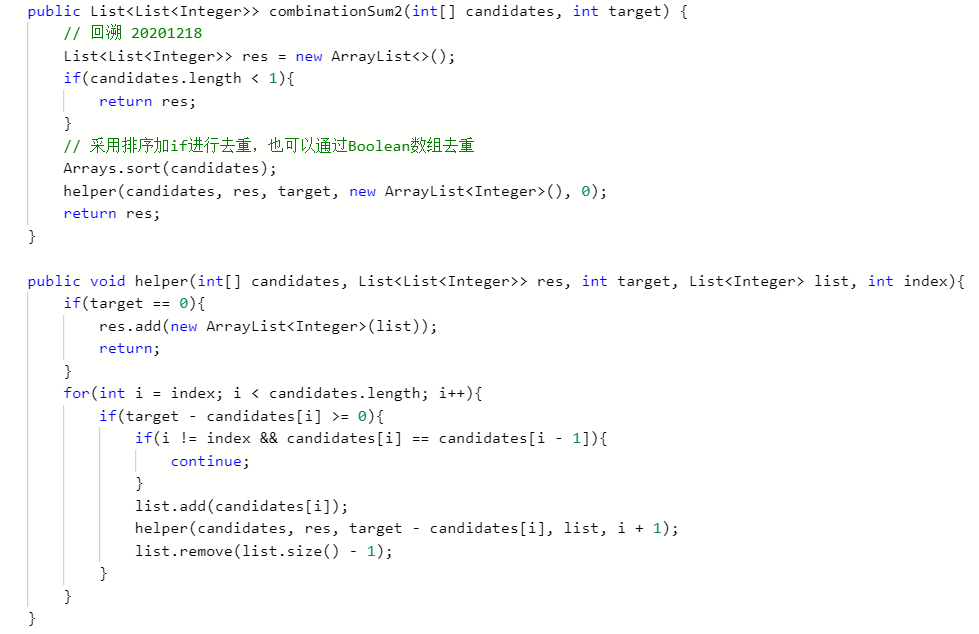 public List<List<Integer>> combinationSum2(int[] candidates, int target) {
    // 回溯 20201218
    List<List<Integer>> res = new ArrayList<>();
    if(candidates.length < 1){
        return res;
    }
    // 采用排序加if进行去重，也可以通过Boolean数组去重
    Arrays.sort(candidates);
    helper(candidates, res, target, new ArrayList<Integer>(), 0);
    return res;
}

public void helper(int[] candidates, List<List<Integer>> res, int target, List<Integer> list, int index){
    if(target == 0){
        res.add(new ArrayList<Integer>(list));
        return;
    }
    for(int i = index; i < candidates.length; i++){
        if(target - candidates[i] >= 0){
            if(i != index && candidates[i] == candidates[i - 1]){
                continue;
            }
            list.add(candidates[i]);
            helper(candidates, res, target - candidates[i], list, i + 1);
            list.remove(list.size() - 1);
        }
    }
}